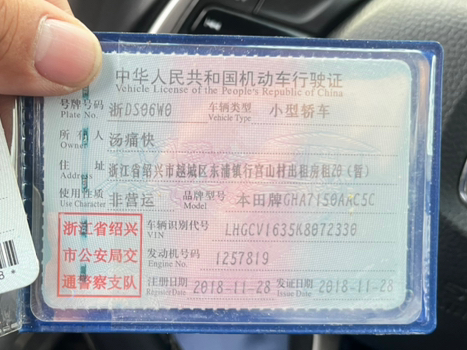 中华人民共和国机动车行驶证
Vehicle License of the People's Republic of China
号牌号码 浙DS06W0 车辆类型 小型轿车
Plate No. Vehicle Type
所有人 汤痛快
Owner
住址 浙江省绍兴市越城区东浦镇行宫山村出租房租20(暂)
Address
使用性质 非营运 品牌型号 本田牌GHA7150AAC5C
Use Character Model
浙江省绍兴
市公安局交
通警察支队
车辆识别代号 LHGCV1635K8072330
VIN
发动机号码 1257819
Engine No.
注册日期 2018-11-28 发证日期 2018-11-28
Register Date Issue Date
8*